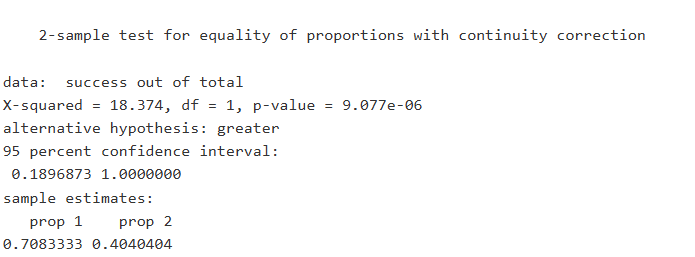 2-sample test for equality of proportions with continuity correction
data:  success out of total
X-squared = 18.374, df = 1, p-value = 9.077e-06
alternative hypothesis: greater
95 percent confidence interval:
 0.1896873 1.0000000
sample estimates:
   prop 1    prop 2
0.7083333 0.4040404